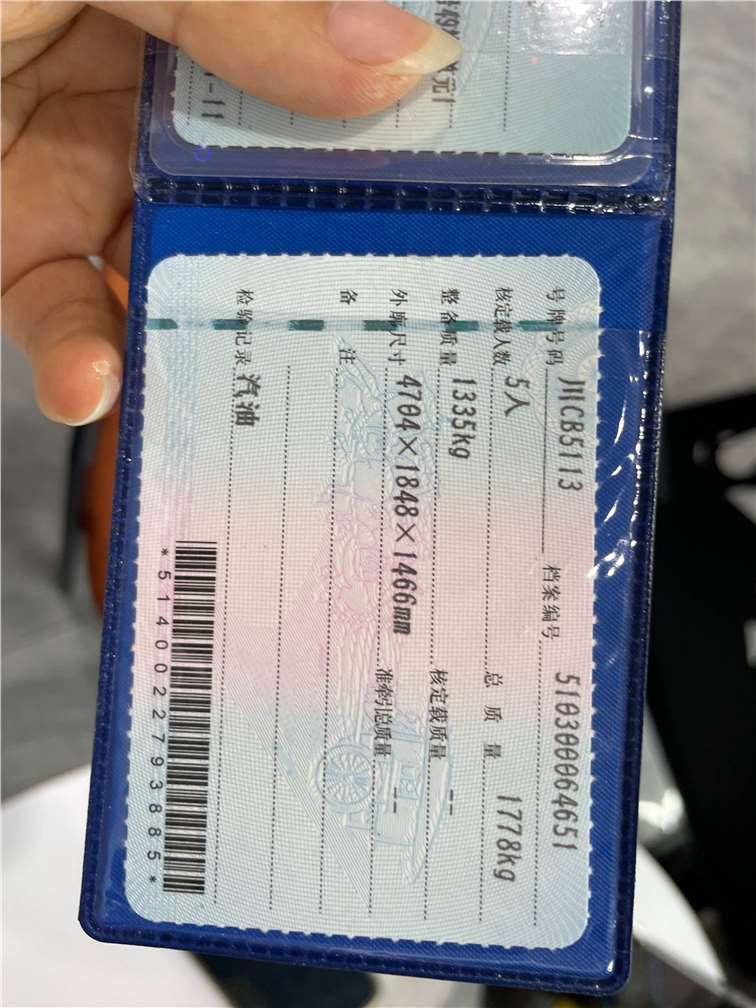 号牌号码 川CB5113 档案编号 510300064651
核定载人数 5人 总质量 1778kg
整备质量 1335kg 核定载质量 --
外廓尺寸 4704×1848×1466mm 准牵引总质量 --
备注
检验记录 汽油
*5140022793885*